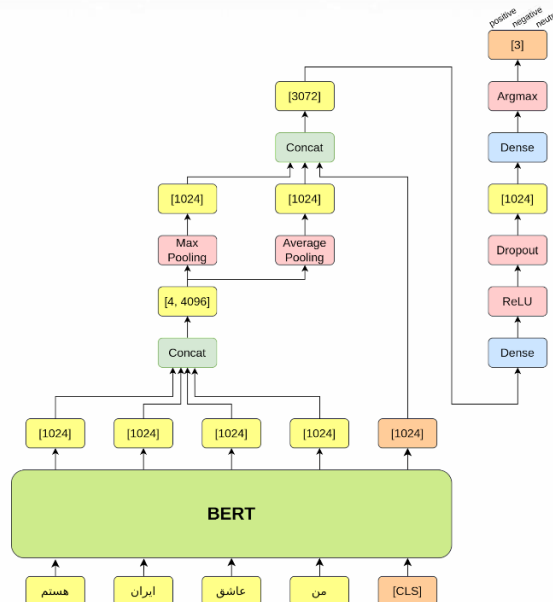 positive
negative
[3]
Argmax
Dense
[1024]
Dropout
ReLU
Dense
[3072]
Concat
[1024]
[1024]
Max
Pooling
Average
Pooling
[4, 4096]
Concat
[1024]
[1024]
[1024]
[1024]
[1024]
BERT
هستم
ایران
عاشق
من
[CLS]